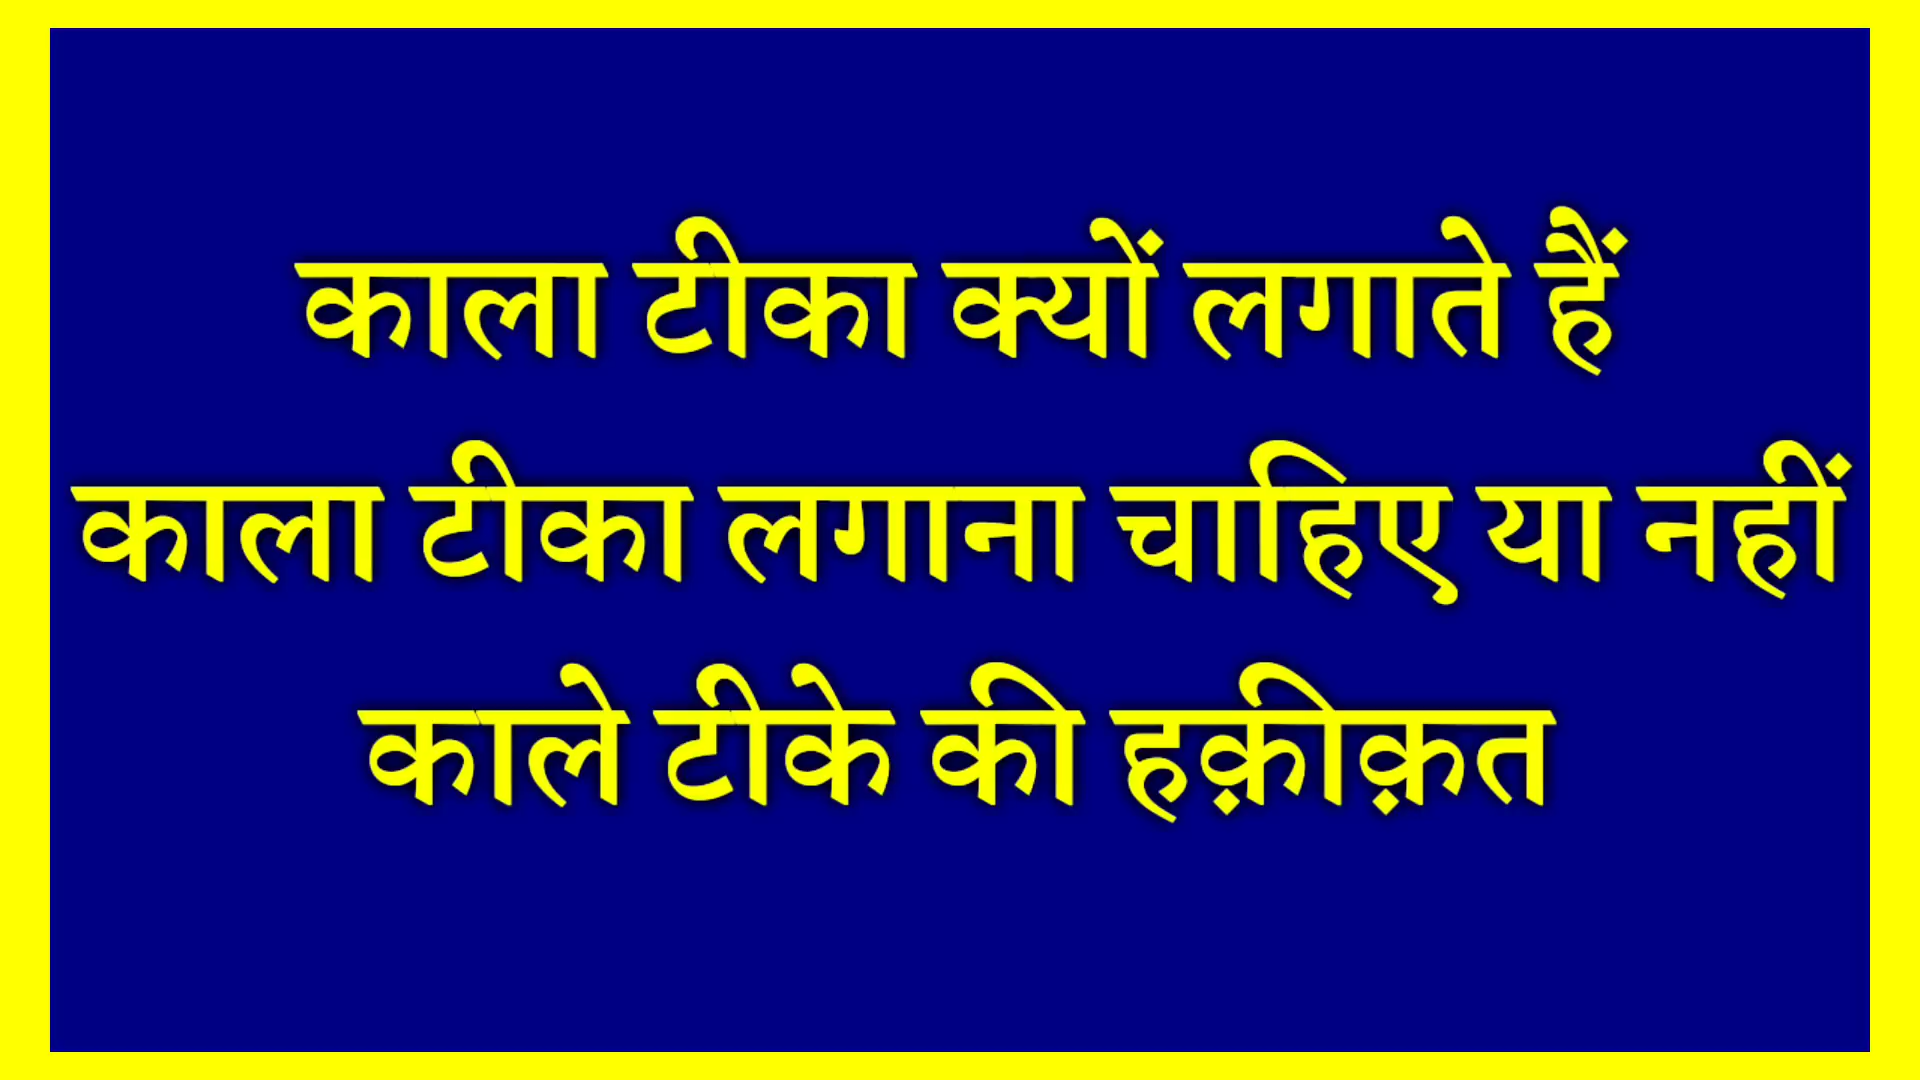 काला टीका क्यों लगाते हैं
काला टीका लगाना चाहिए या नहीं
काले टीके की हक़ीक़त